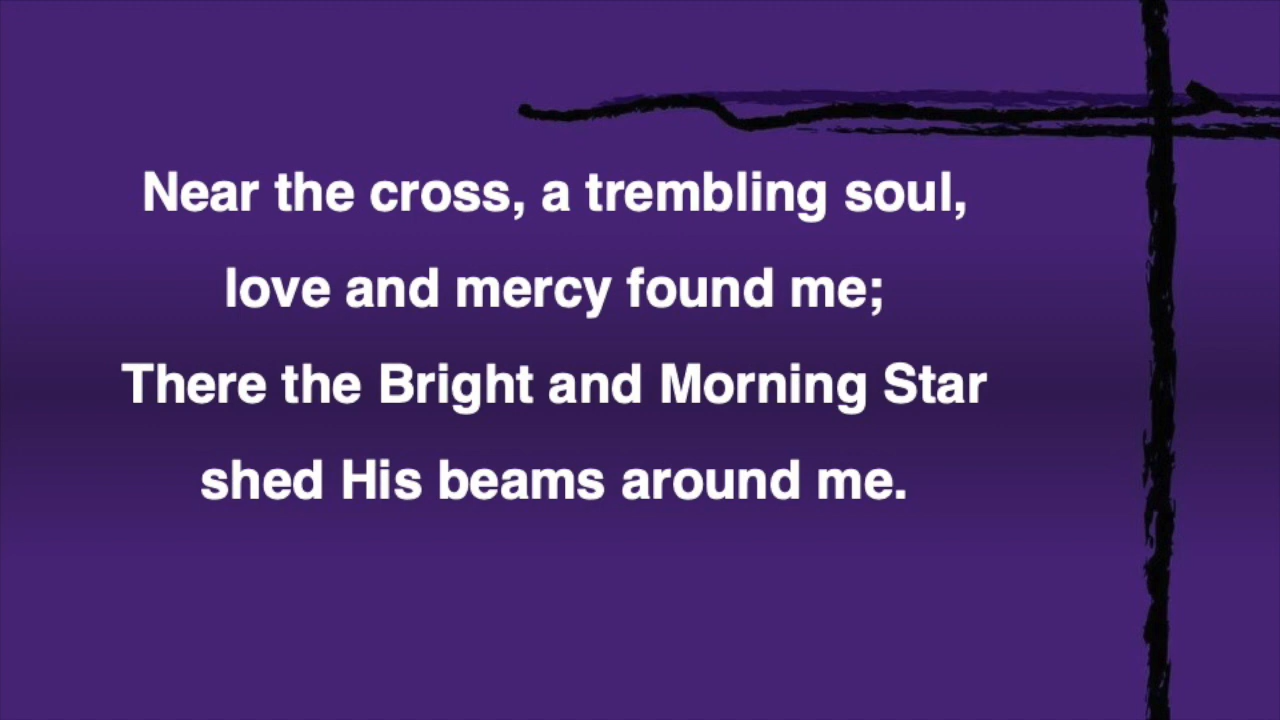 Near the cross, a trembling soul,
love and mercy found me;
There the Bright and Morning Star
shed His beams around me.